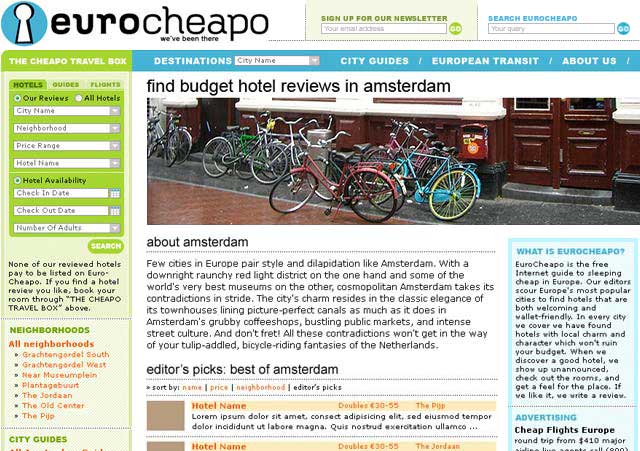 eurocheapo
we've been there
SIGN UP FOR OUR NEWSLETTER
Your email address
GO
SEARCH EUROCHEAPO
Your query
GO
THE CHEAPO TRAVEL BOX
DESTINATIONS City Name
CITY GUIDES / EUROPEAN TRANSIT / ABOUT US /
HOTELS GUIDES FLIGHTS
Our Reviews All Hotels
City Name
Neighborhood
Price Range
Hotel Name
Hotel Availability
Check In Date
Check Out Date
Number Of Adults
SEARCH
None of our reviewed hotels
pay to be listed on Euro-
Cheapo. If you find a hotel
review you like, book your
room through "THE CHEAPO
TRAVEL BOX" above.
NEIGHBORHOODS
All neighborhoods
» Grachtengordel South
» Grachtengordel West
» Near Museumplein
» Plantagebuurt
» The Jordaan
» The Old Center
» The Pijp
CITY GUIDES
find budget hotel reviews in amsterdam
about amsterdam
Few cities in Europe pair style and dilapidation like Amsterdam. With a
downright raunchy red light district on the one hand and some of the
world's very best museums on the other, cosmopolitan Amsterdam takes its
contradictions in stride. The city's charm resides in the classic elegance of
its townhouses lining picture-perfect canals as much as it does in
Amsterdam's grubby coffeeshops, bustling public markets, and intense
street culture. And don't fret! All these contradictions won't get in the way
of your tulip-addled, bicycle-riding fantasies of the Netherlands.
editor's picks: best of amsterdam
» sort by: name | price | neighborhood | editor's picks
Hotel Name Doubles €30-55 The Pijp
Lorem ipsum dolor sit amet, consect adipisicing elit, sed eiusmod tempor
dolor incididunt ut labore magna. Quis nostrud exercitation ullamco ...
Hotel Name Doubles €30-55 The Jordaan
WHAT IS EUROCHEAPO?
EuroCheapo is the free
Internet guide to sleeping
cheap in Europe. Our editors
scour Europe's most popular
cities to find hotels that are
both welcoming and
wallet-friendly. In every city
we cover we have found
hotels with local charm and
character which won't ruin
your budget. When we
discover a good hotel, we
show up unannounced,
check out the rooms, and
get a feel for the place. If
we like it, we write a review.
ADVERTISING
Cheap Flights Europe
round trip from $410 major
airline live agents call (800)